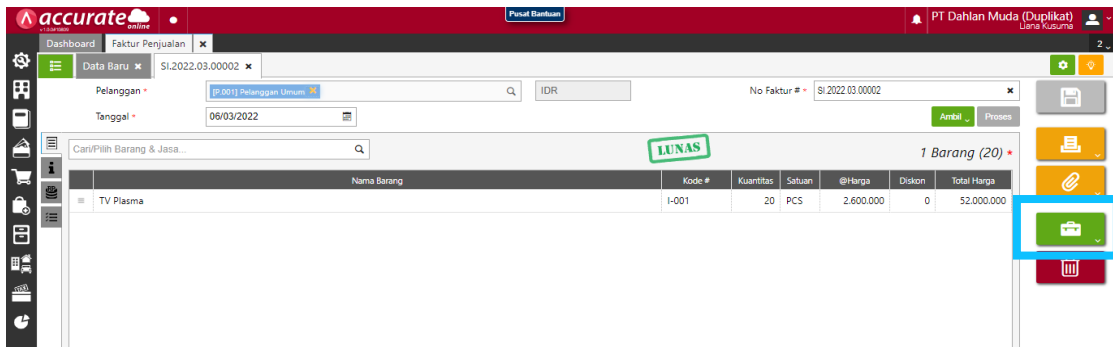 accurate
online
Pusat Bantuan
PT Dahlan Muda (Duplikat)
Liana Kusuma
Dashboard
Faktur Penjualan
2
Data Baru
SI.2022.03.00002
Pelanggan *
[P.001] Pelanggan Umum
IDR
No Faktur # *
SI.2022.03.00002
Tanggal *
06/03/2022
Ambil
Proses
Cari/Pilih Barang & Jasa...
LUNAS
1 Barang (20) *
Nama Barang Kode # Kuantitas Satuan @Harga Diskon Total Harga
TV Plasma I-001 20 PCS 2.600.000 0 52.000.000